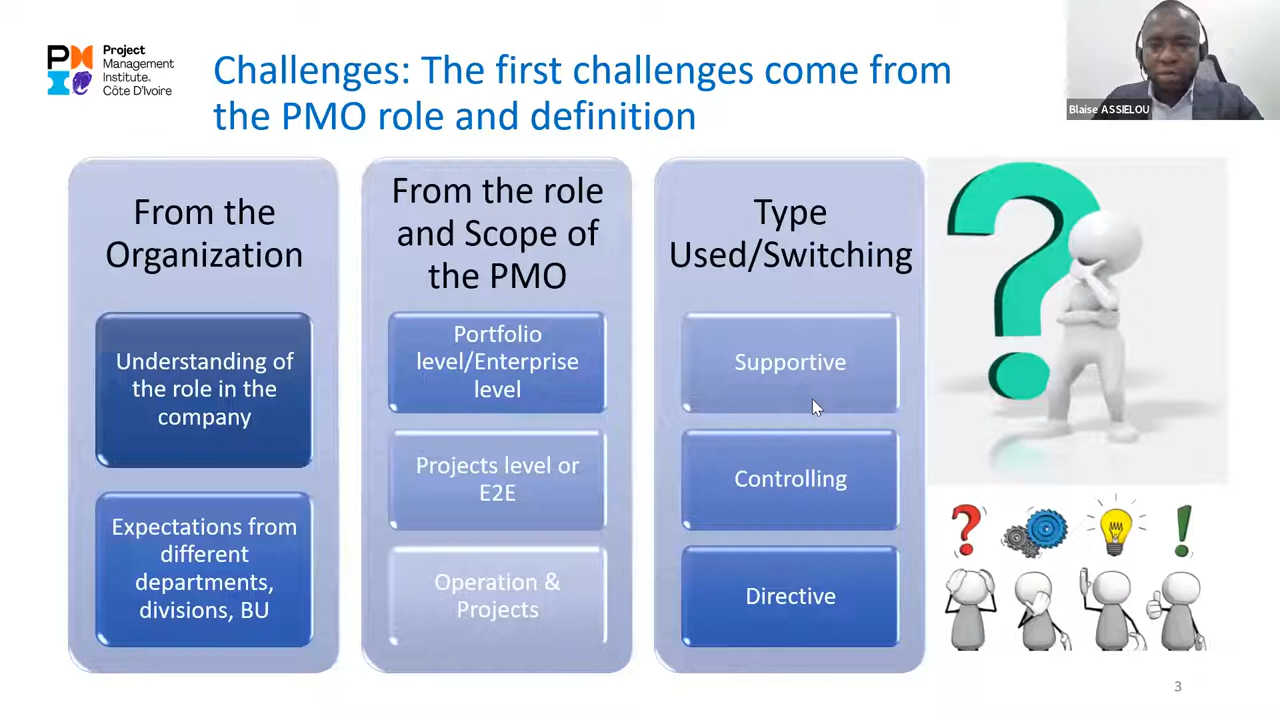 PMI
Project
Management
Institute.
Côte D'Ivoire
Challenges: The first challenges come from
the PMO role and definition
Blaise ASSIELOU
From the
Organization
Understanding of
the role in the
company
Expectations from
different
departments,
divisions, BU
From the role
and Scope of
the PMO
Portfolio
level/Enterprise
level
Projects level or
E2E
Operation &
Projects
Type
Used/Switching
Supportive
Controlling
Directive
?
? !
3